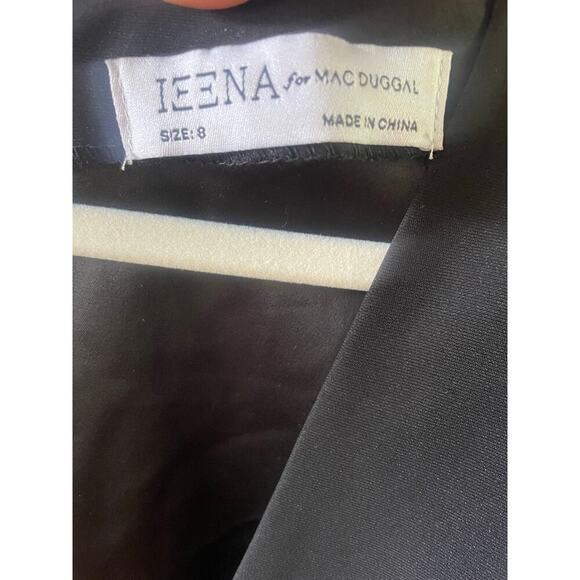 IEENA for MAC DUGGAL
SIZE: 8 MADE IN CHINA